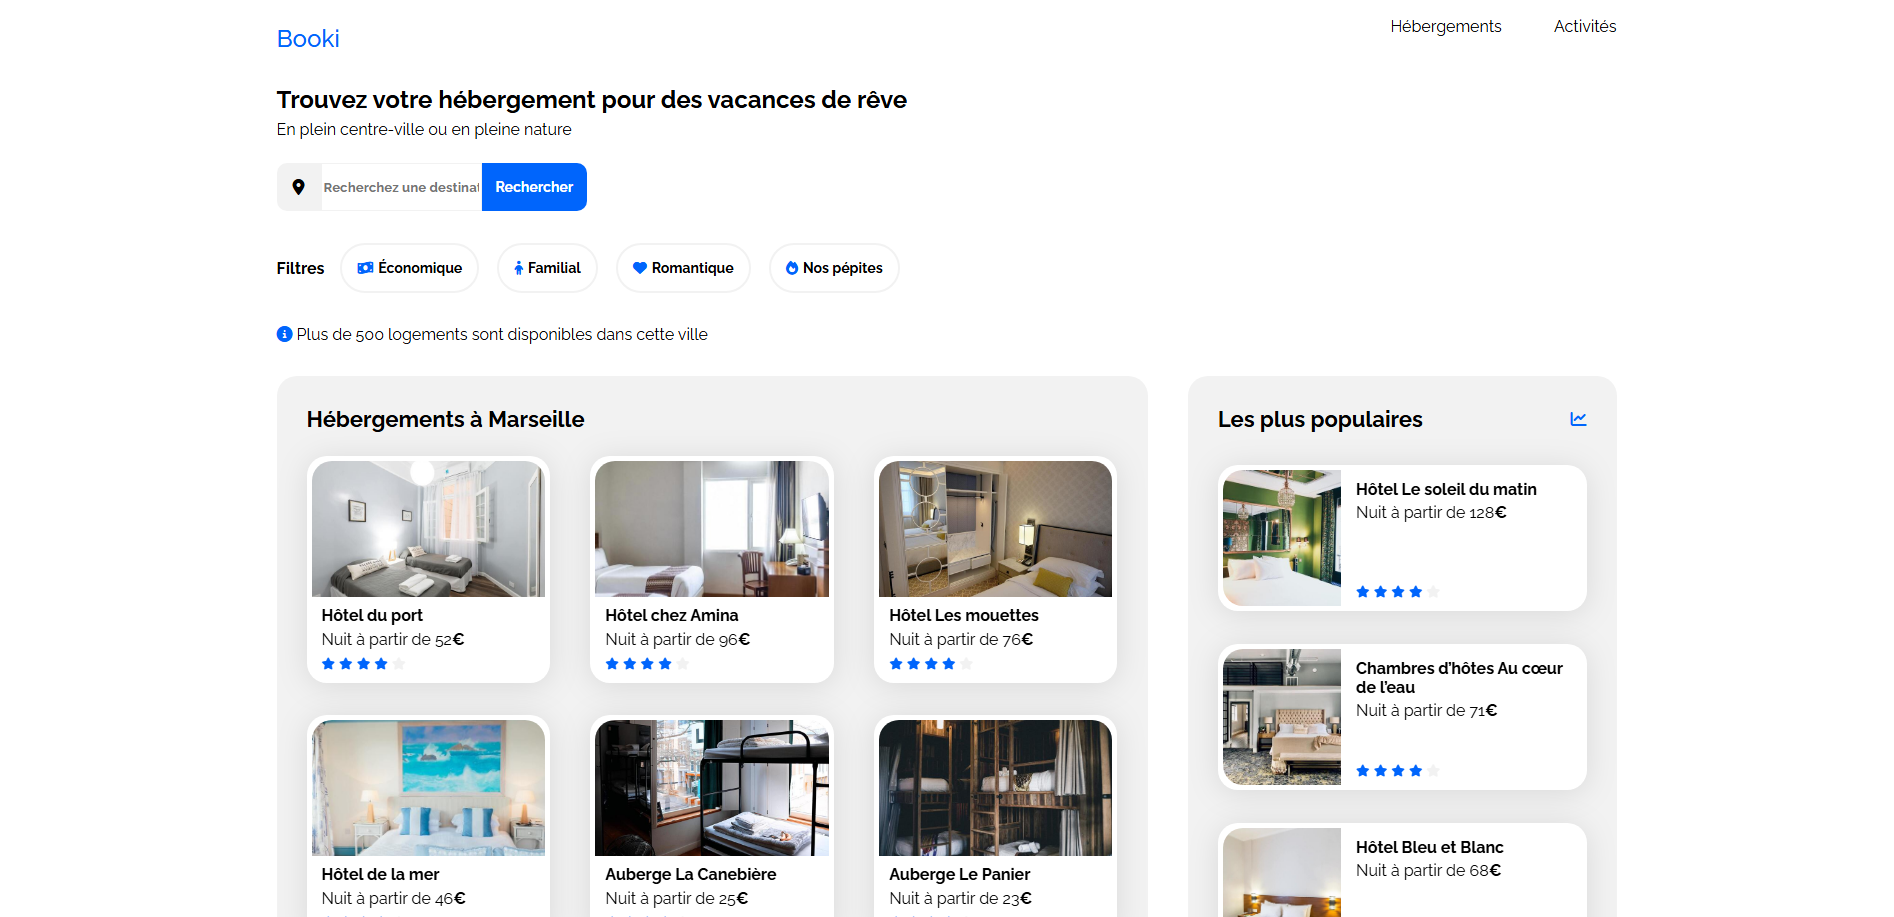 Booki
Hébergements
Activités
Trouvez votre hébergement pour des vacances de rêve
En plein centre-ville ou en pleine nature
Recherchez une destinat
Rechercher
Filtres
Économique
Familial
Romantique
Nos pépites
Plus de 500 logements sont disponibles dans cette ville
Hébergements à Marseille
Hôtel du port
Nuit à partir de 52€
Hôtel chez Amina
Nuit à partir de 96€
Hôtel Les mouettes
Nuit à partir de 76€
Hôtel de la mer
Nuit à partir de 46€
Auberge La Canebière
Nuit à partir de 25€
Auberge Le Panier
Nuit à partir de 23€
Les plus populaires
Hôtel Le soleil du matin
Nuit à partir de 128€
Chambres d’hôtes Au cœur
de l’eau
Nuit à partir de 71€
Hôtel Bleu et Blanc
Nuit à partir de 68€